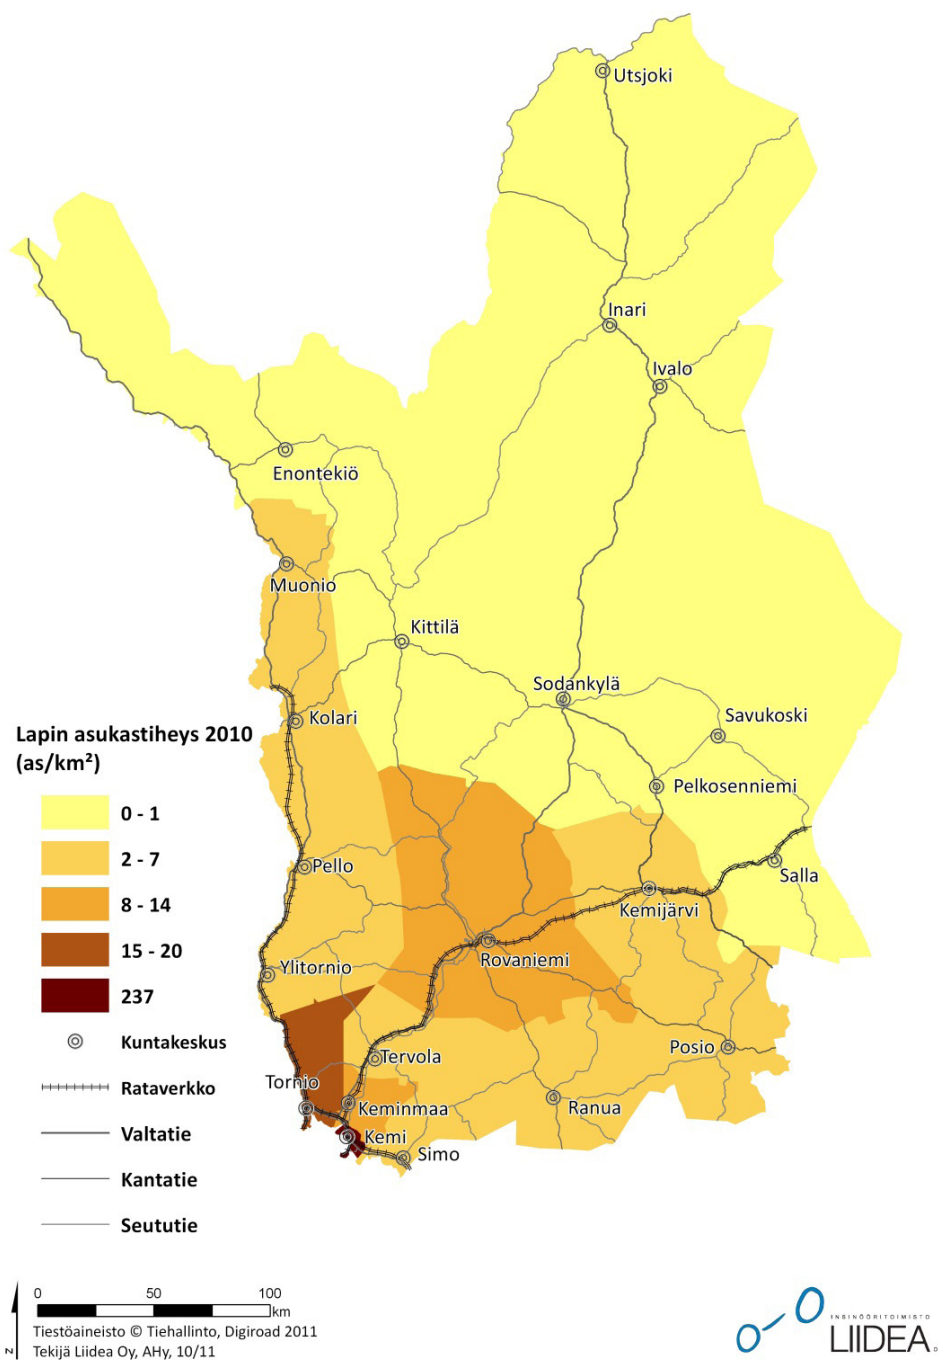 Utsjoki
Inari
Ivalo
Enontekiö
Muonio
Kittilä
Sodankylä
Savukoski
Kolari
Pelkosenniemi
Pello
Salla
Kemijärvi
Rovaniemi
Ylitornio
Posio
Tervola
Tornio
Keminmaa
Ranua
Kemi
Simo
Lapin asukastiheys 2010
(as/km²)
0 - 1
2 - 7
8 - 14
15 - 20
237
Kuntakeskus
Rataverkko
Valtatie
Kantatie
Seututie
0 50 100
km
N
Tiestöaineisto © Tiehallinto, Digiroad 2011
Tekijä Liidea Oy, AHy, 10/11
INSINÖÖRITOIMISTO
LIIDEA